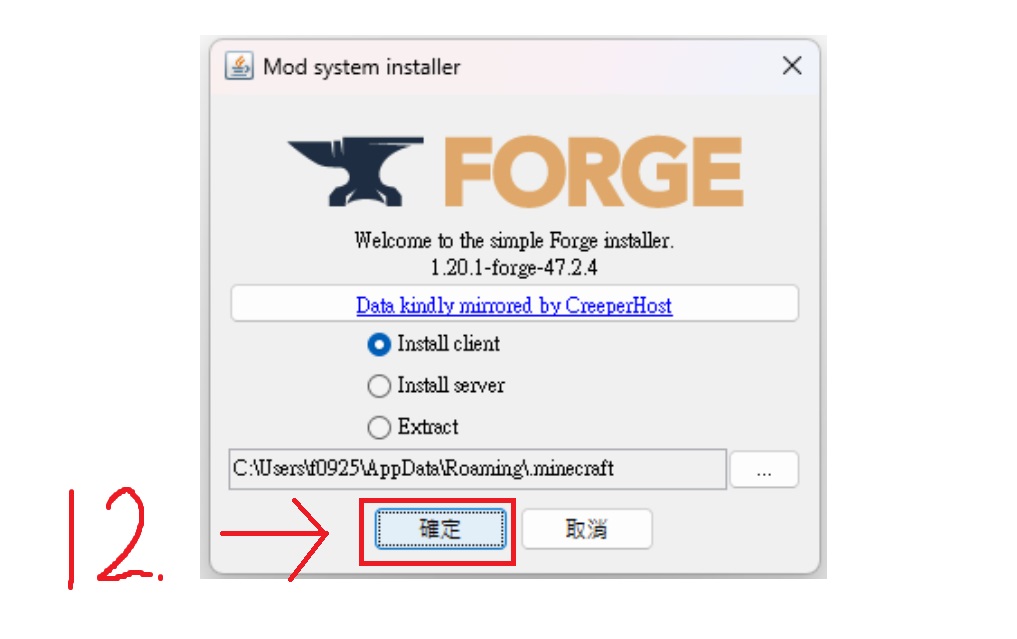 Mod system installer
FORGE
Welcome to the simple Forge installer.
1.20.1-forge-47.2.4
Data kindly mirrored by CreeperHost
Install client
Install server
Extract
C:\Users\f0925\AppData\Roaming\.minecraft
...
12.
確定
取消